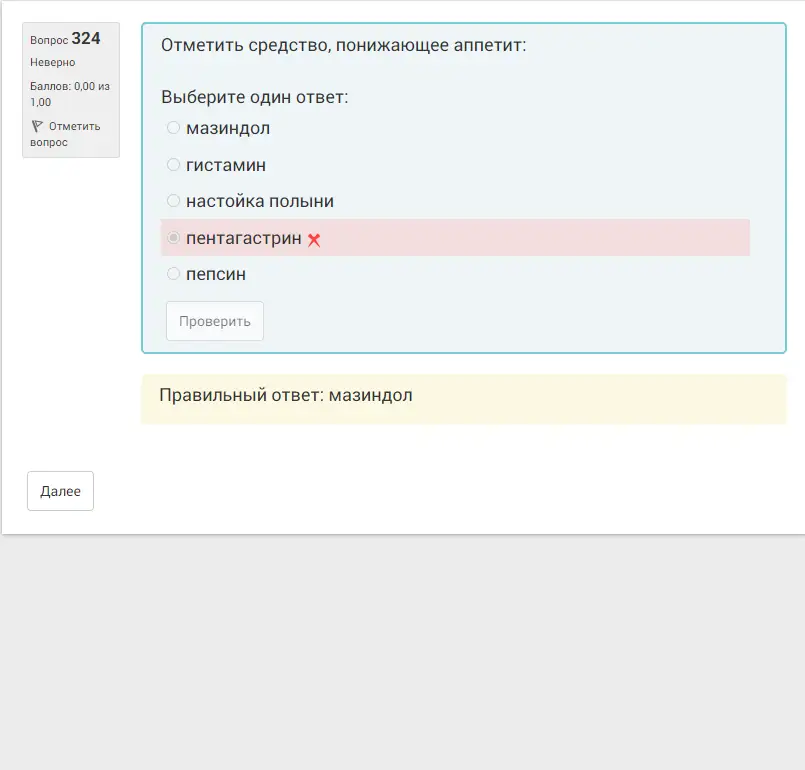 Вопрос 324
Неверно
Баллов: 0,00 из
1,00
Отметить
вопрос
Отметить средство, понижающее аппетит:
Выберите один ответ:
мазиндол
гистамин
настойка полыни
пентагастрин
пепсин
Проверить
Правильный ответ: мазиндол
Далее